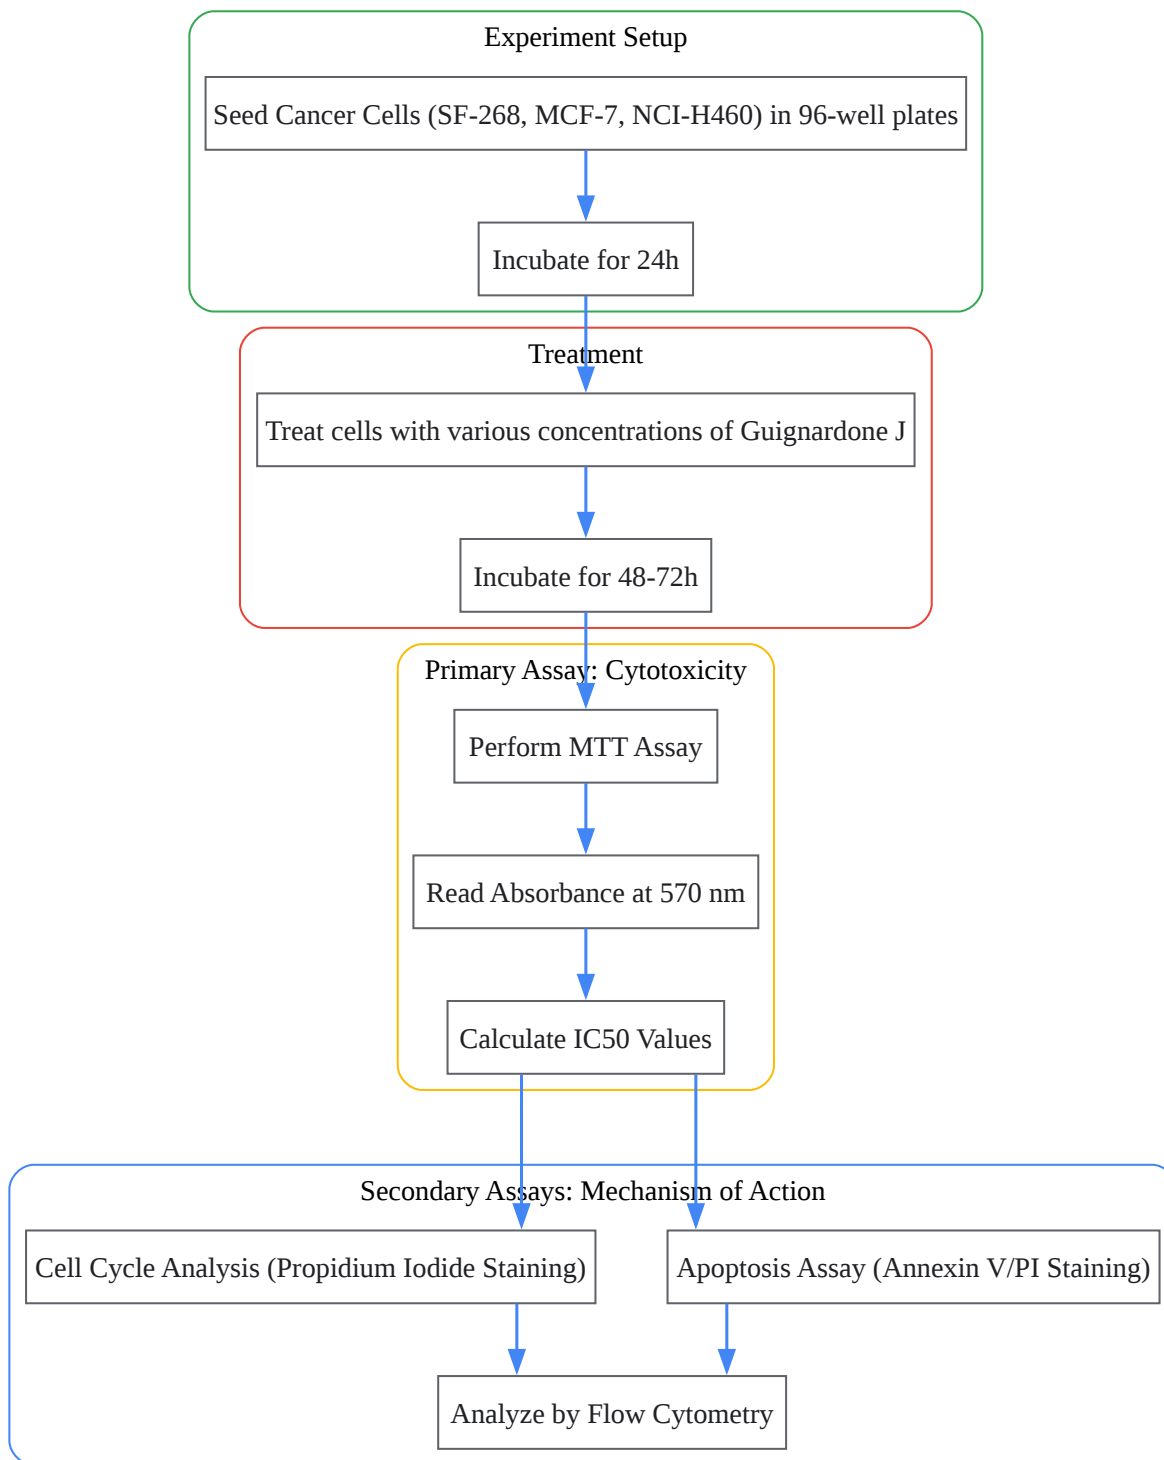 Experiment Setup
Seed Cancer Cells (SF-268, MCF-7, NCI-H460) in 96-well plates
Incubate for 24h
Treatment
Treat cells with various concentrations of Guignardone J
Incubate for 48-72h
Primary Assay: Cytotoxicity
Perform MTT Assay
Read Absorbance at 570 nm
Calculate IC50 Values
Secondary Assays: Mechanism of Action
Cell Cycle Analysis (Propidium Iodide Staining)
Apoptosis Assay (Annexin V/PI Staining)
Analyze by Flow Cytometry